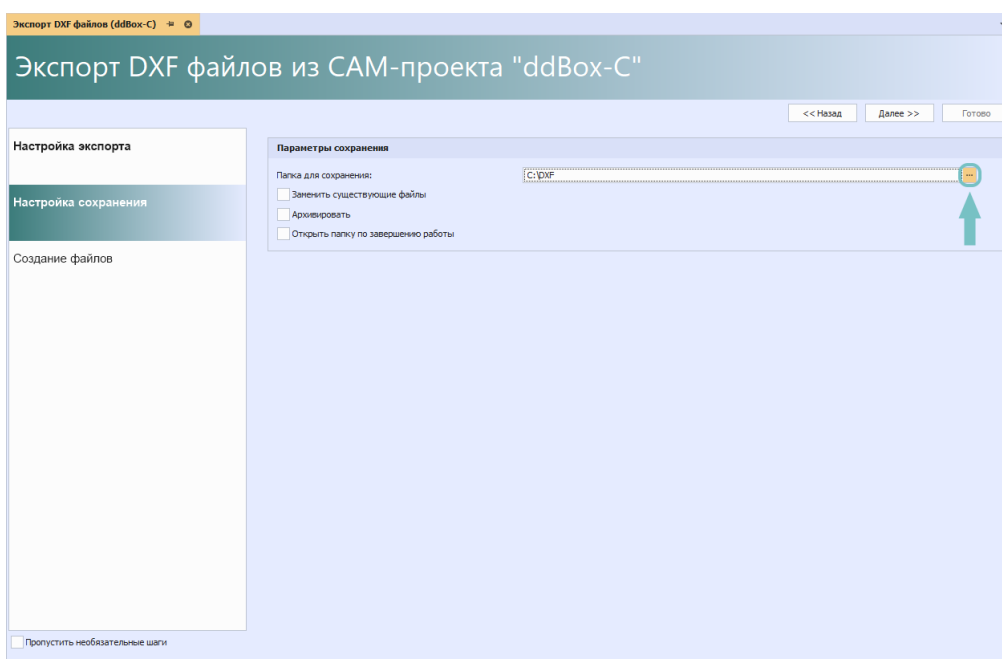 Экспорт DXF файлов (ddBox-C)
Экспорт DXF файлов из CAM-проекта "ddBox-C"
<< Назад Далее >> Готово
Настройка экспорта
Настройка сохранения
Создание файлов
Параметры сохранения
Папка для сохранения: C:\DXF ...
Заменить существующие файлы
Архивировать
Открыть папку по завершению работы
Пропустить необязательные шаги